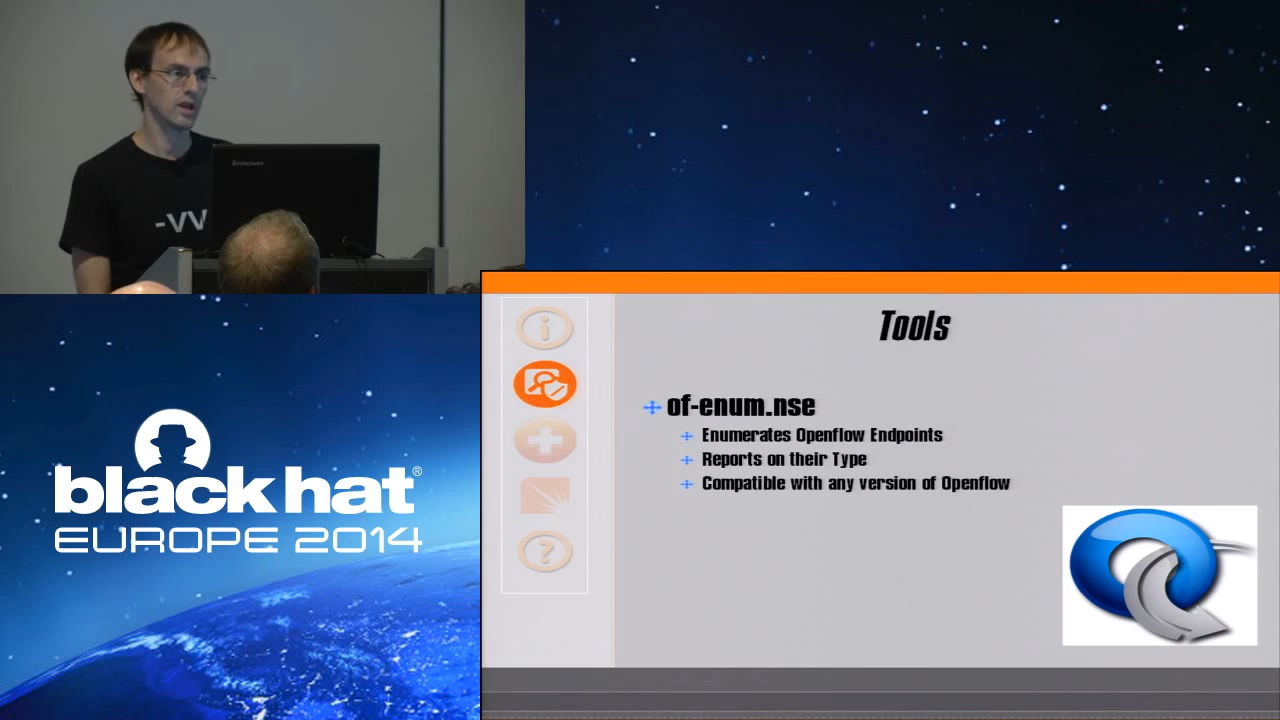 lenovo
-VV
Tools
of-enum.nse
Enumerates Openflow Endpoints
Reports on their Type
Compatible with any version of Openflow
black hat®
EUROPE 2014